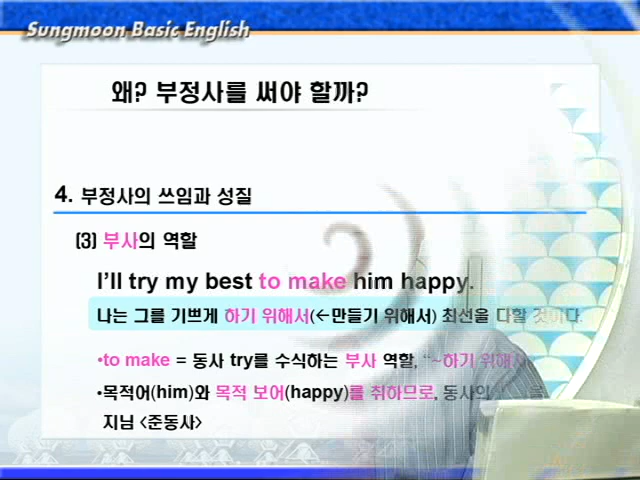 Sungmoon Basic English
왜? 부정사를 써야 할까?
4. 부정사의 쓰임과 성질
(3) 부사의 역할
I'll try my best to make him happy.
나는 그를 기쁘게 하기 위해서(←만들기 위해서) 최선을 다할 것이다.
•to make = 동사 try를 수식하는 부사 역할, “~하기 위해서”
•목적어(him)와 목적 보어(happy)를 취하므로, 동사의 를
지님 <준동사>